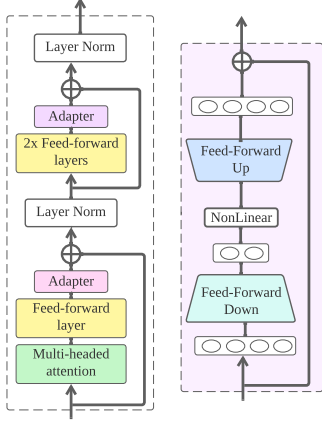 Layer Norm
Adapter
2x Feed-forward
layers
Layer Norm
Adapter
Feed-forward
layer
Multi-headed
attention
Feed-Forward
Up
NonLinear
Feed-Forward
Down